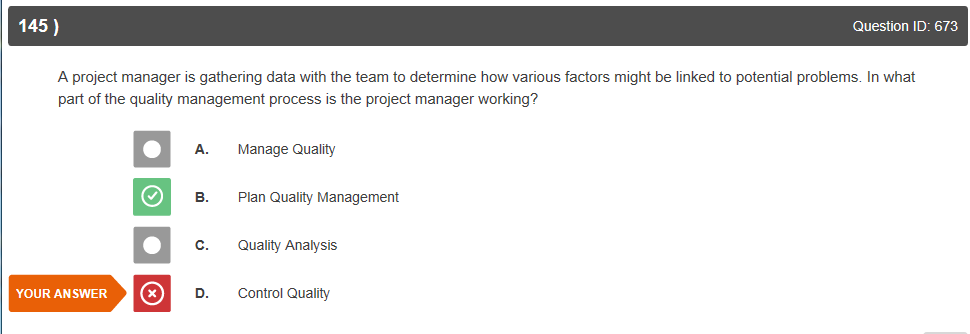 145 )
Question ID: 673
A project manager is gathering data with the team to determine how various factors might be linked to potential problems. In what
part of the quality management process is the project manager working?
A. Manage Quality
B. Plan Quality Management
C. Quality Analysis
YOUR ANSWER
D. Control Quality